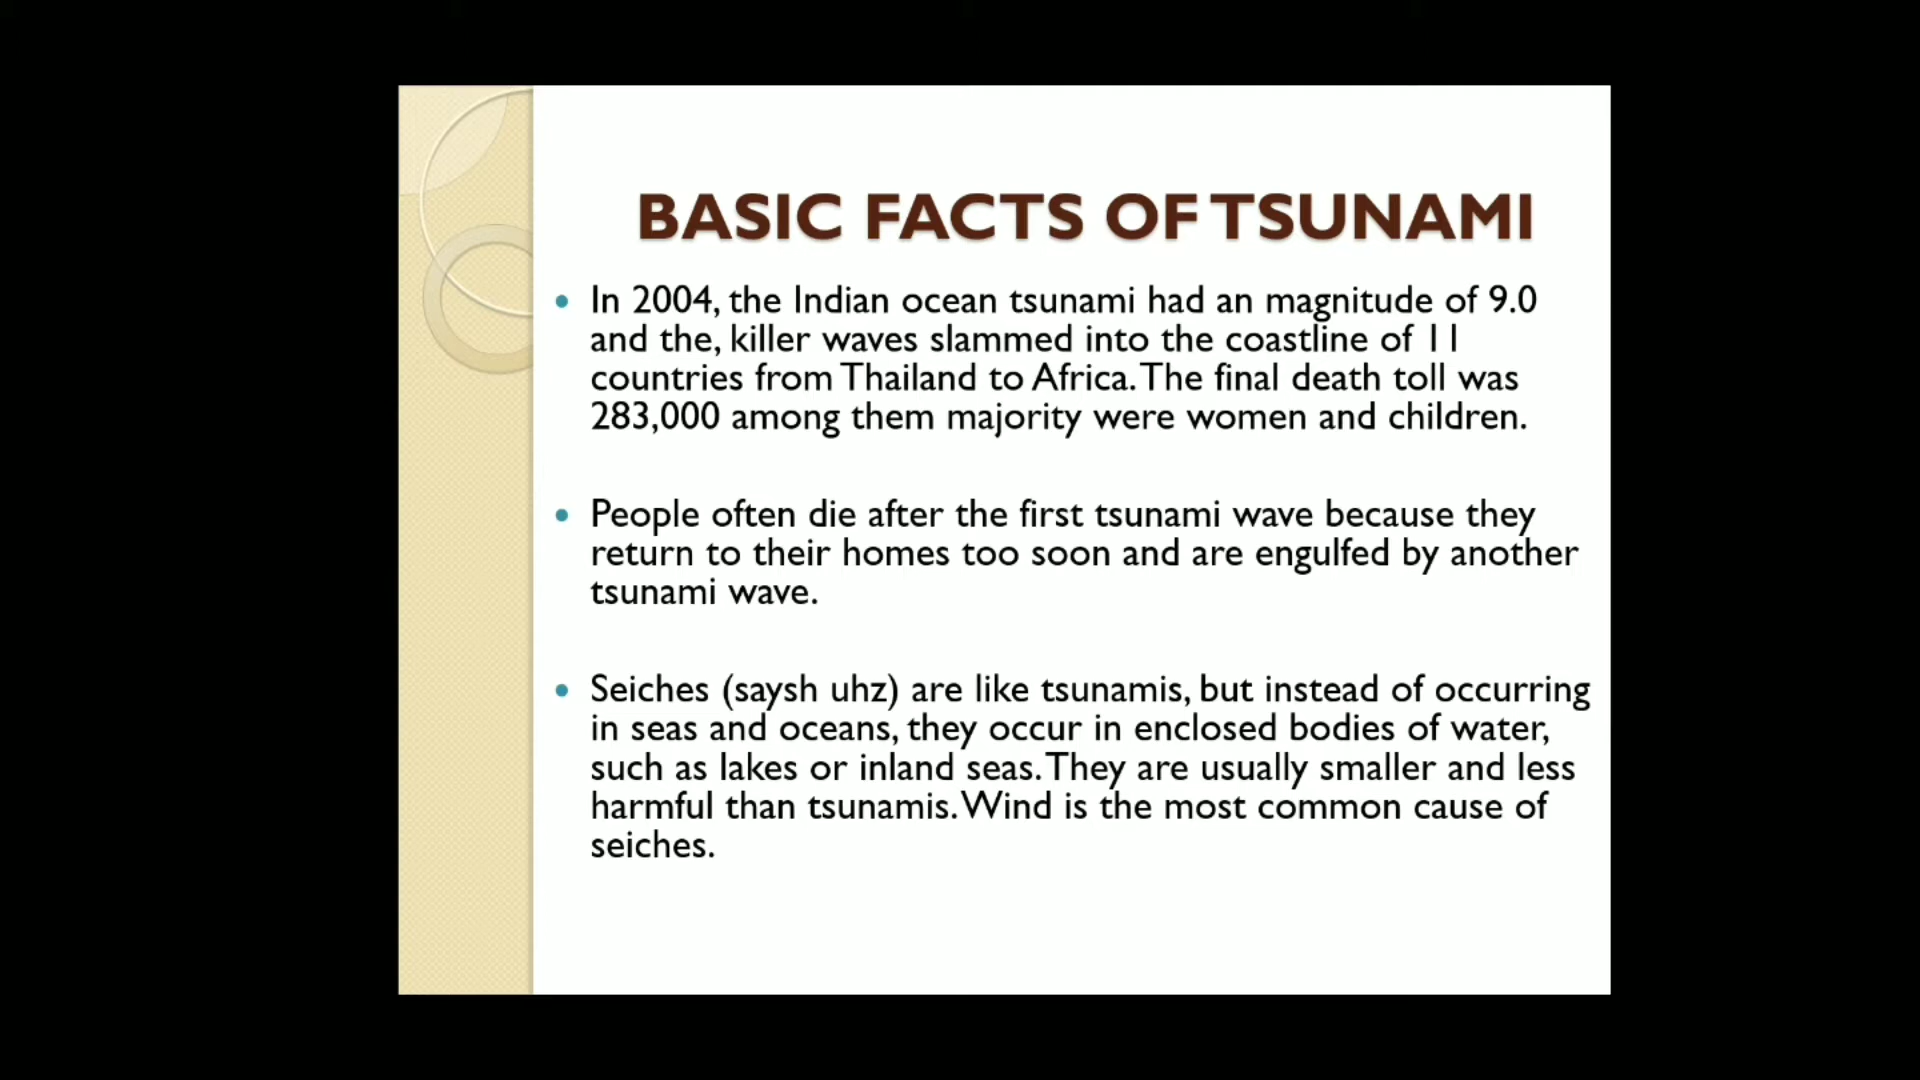 BASIC FACTS OF TSUNAMI
In 2004, the Indian ocean tsunami had an magnitude of 9.0
and the, killer waves slammed into the coastline of 11
countries from Thailand to Africa. The final death toll was
283,000 among them majority were women and children.
People often die after the first tsunami wave because they
return to their homes too soon and are engulfed by another
tsunami wave.
Seiches (saysh uhz) are like tsunamis, but instead of occurring
in seas and oceans, they occur in enclosed bodies of water,
such as lakes or inland seas. They are usually smaller and less
harmful than tsunamis. Wind is the most common cause of
seiches.